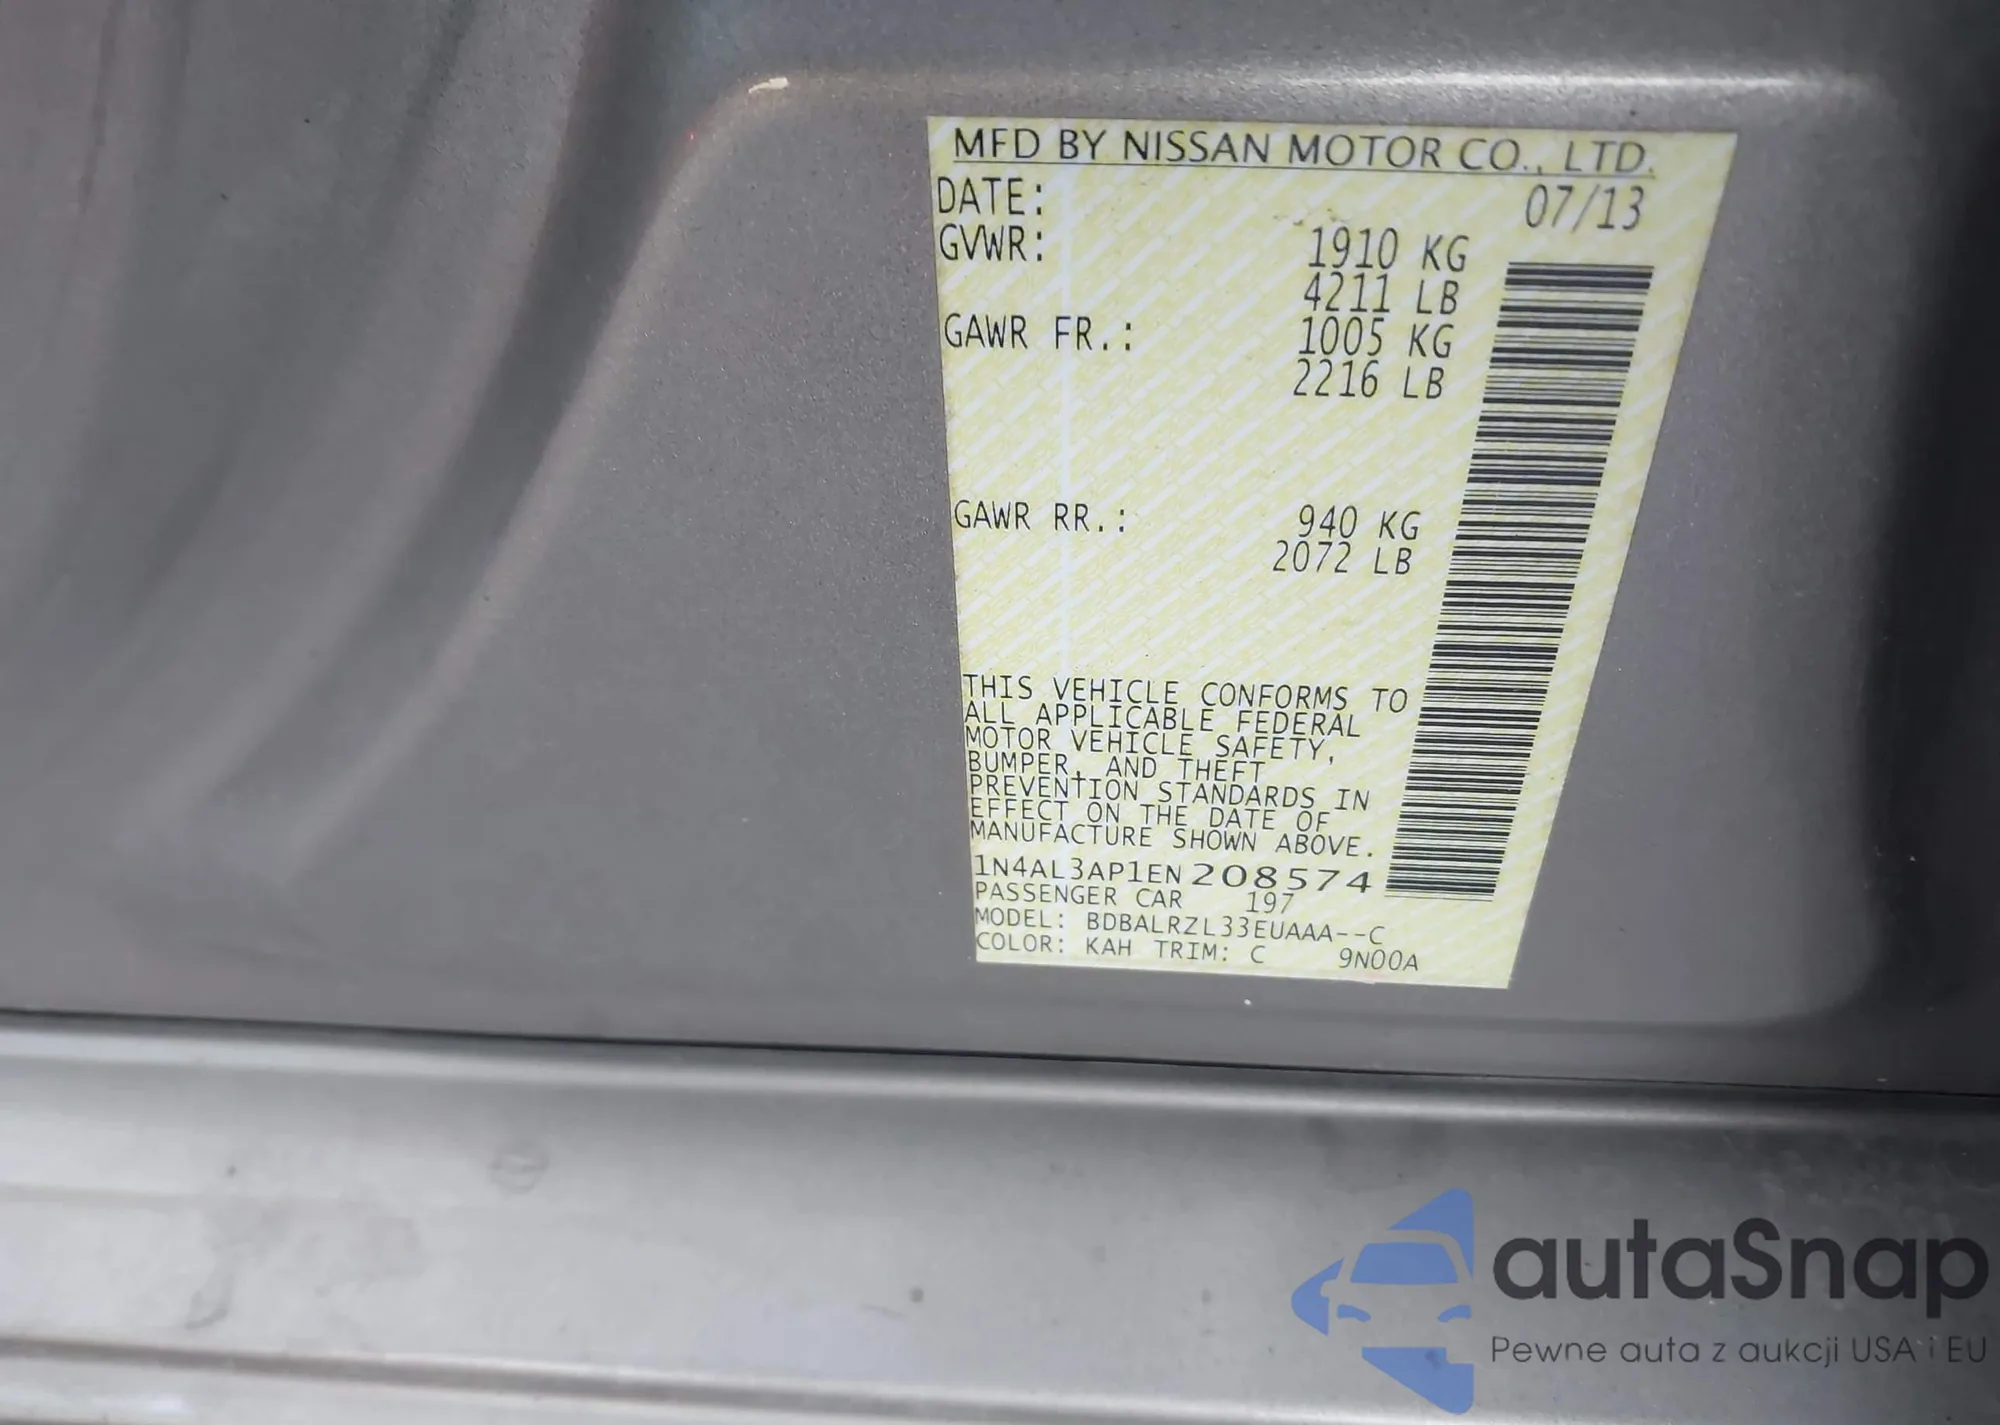 MFD BY NISSAN MOTOR CO., LTD.
DATE: 07/13
GVWR: 1910 KG
4211 LB
GAWR FR.: 1005 KG
2216 LB
GAWR RR.: 940 KG
2072 LB
THIS VEHICLE CONFORMS TO
ALL APPLICABLE FEDERAL
MOTOR VEHICLE SAFETY,
BUMPER, AND THEFT
PREVENTION STANDARDS IN
EFFECT ON THE DATE OF
MANUFACTURE SHOWN ABOVE.
1N4AL3AP1EN208574
PASSENGER CAR 197
MODEL: BDBALRZL33EUAAA--C
COLOR: KAH TRIM: C 9N00A
autaSnap
Pewne auta z aukcji USA i EU